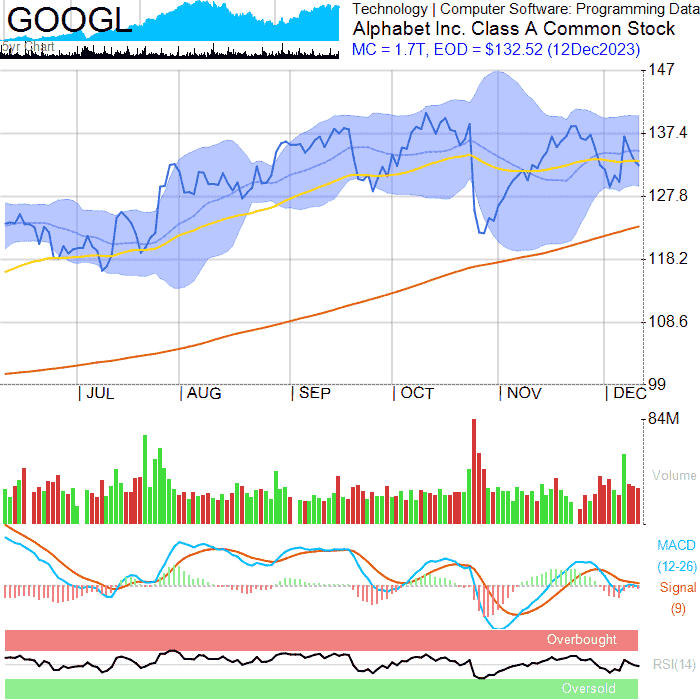 GOOGL
Technology | Computer Software: Programming Data
Alphabet Inc. Class A Common Stock
MC = 1.7T, EOD = $132.52 (12Dec2023)
Chart
147
137.4
127.8
118.2
108.6
99
| JUL | AUG | SEP | OCT | NOV | DEC
84M
Volume
MACD
(12-26)
Signal
(9)
Overbought
RSI(14)
Oversold